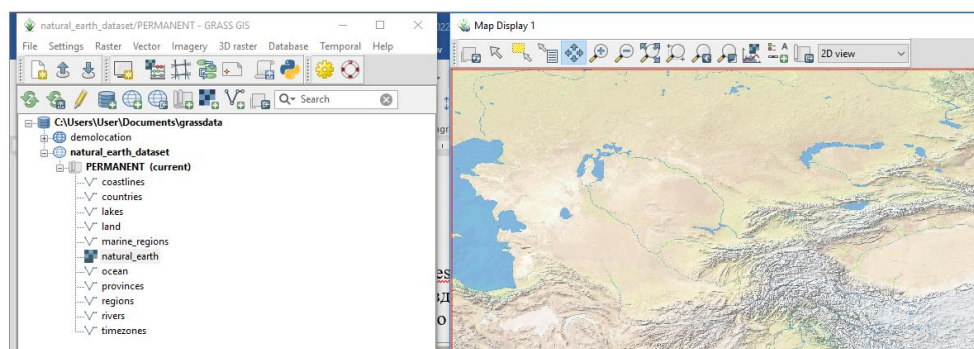 natural_earth_dataset/PERMANENT - GRASS GIS
File Settings Raster Vector Imagery 3D raster Database Temporal Help
Search
C:\Users\User\Documents\grassdata
demolocation
natural_earth_dataset
PERMANENT (current)
coastlines
countries
lakes
land
marine_regions
natural_earth
ocean
provinces
regions
rivers
timezones
Map Display 1
2D view